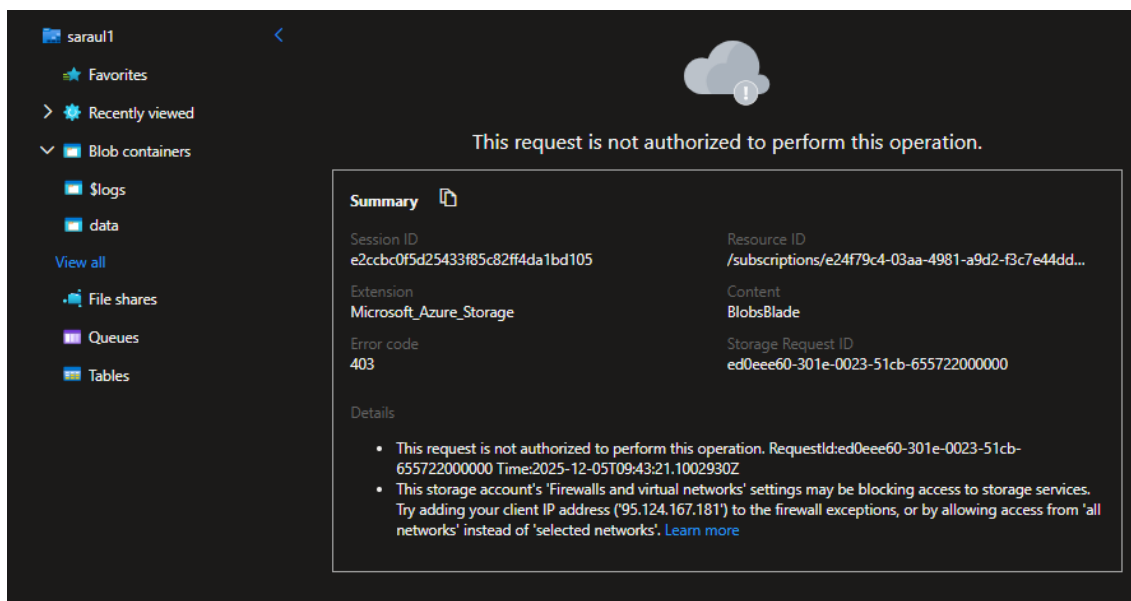 saraul1
Favorites
Recently viewed
Blob containers
$logs
data
View all
File shares
Queues
Tables
This request is not authorized to perform this operation.
Summary
Session ID
e2ccbc0f5d25433f85c82ff4da1bd105
Resource ID
/subscriptions/e24f79c4-03aa-4981-a9d2-f3c7e44dd...
Extension
Microsoft_Azure_Storage
Content
BlobsBlade
Error code
403
Storage Request ID
ed0eee60-301e-0023-51cb-655722000000
Details
• This request is not authorized to perform this operation. RequestId:ed0eee60-301e-0023-51cb-
655722000000 Time:2025-12-05T09:43:21.1002930Z
• This storage account's 'Firewalls and virtual networks' settings may be blocking access to storage services.
Try adding your client IP address ('95.124.167.181') to the firewall exceptions, or by allowing access from 'all
networks' instead of 'selected networks'. Learn more